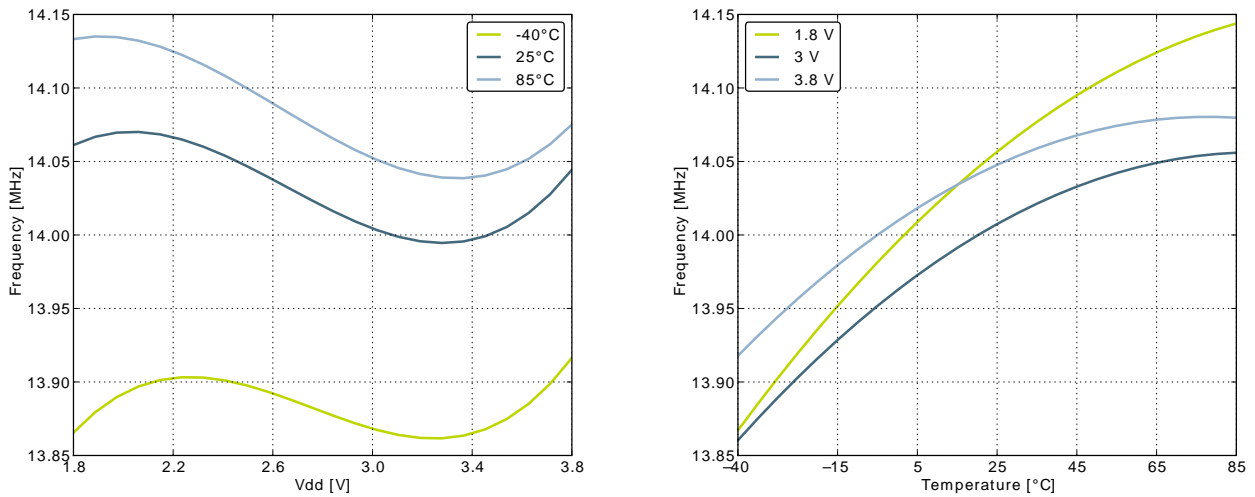 14.15
14.10
14.05
14.00
13.95
13.90
13.85
Frequency [MHz]
-40°C
25°C
85°C
1.8
2.2
2.6
3.0
3.4
3.8
Vdd [V]
14.15
14.10
14.05
14.00
13.95
13.90
13.85
Frequency [MHz]
1.8 V
3 V
3.8 V
−40
−15
5
25
45
65
85
Temperature [°C]